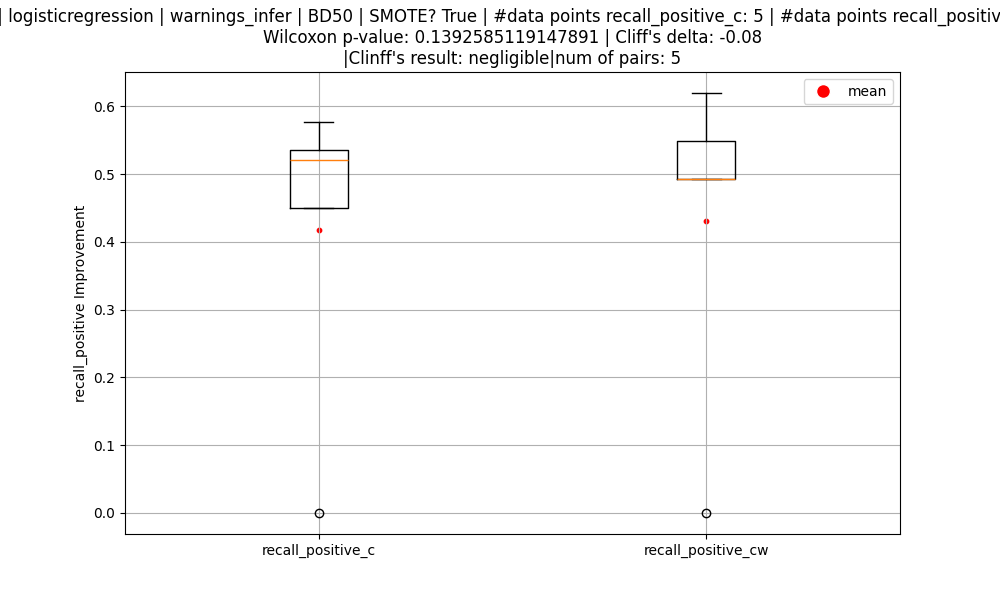 | logisticregression | warnings_infer | BD50 | SMOTE? True | #data points recall_positive_c: 5 | #data points
Wilcoxon p-value: 0.1392585119147891 | Cliff's delta: -0.08
|Clinff's result: negligible|num of pairs: 5
mean
0.6
0.5
0.4
0.3
0.2
0.1
0.0
recall_positive Improvement
recall_positive_c
recall_positive_cw